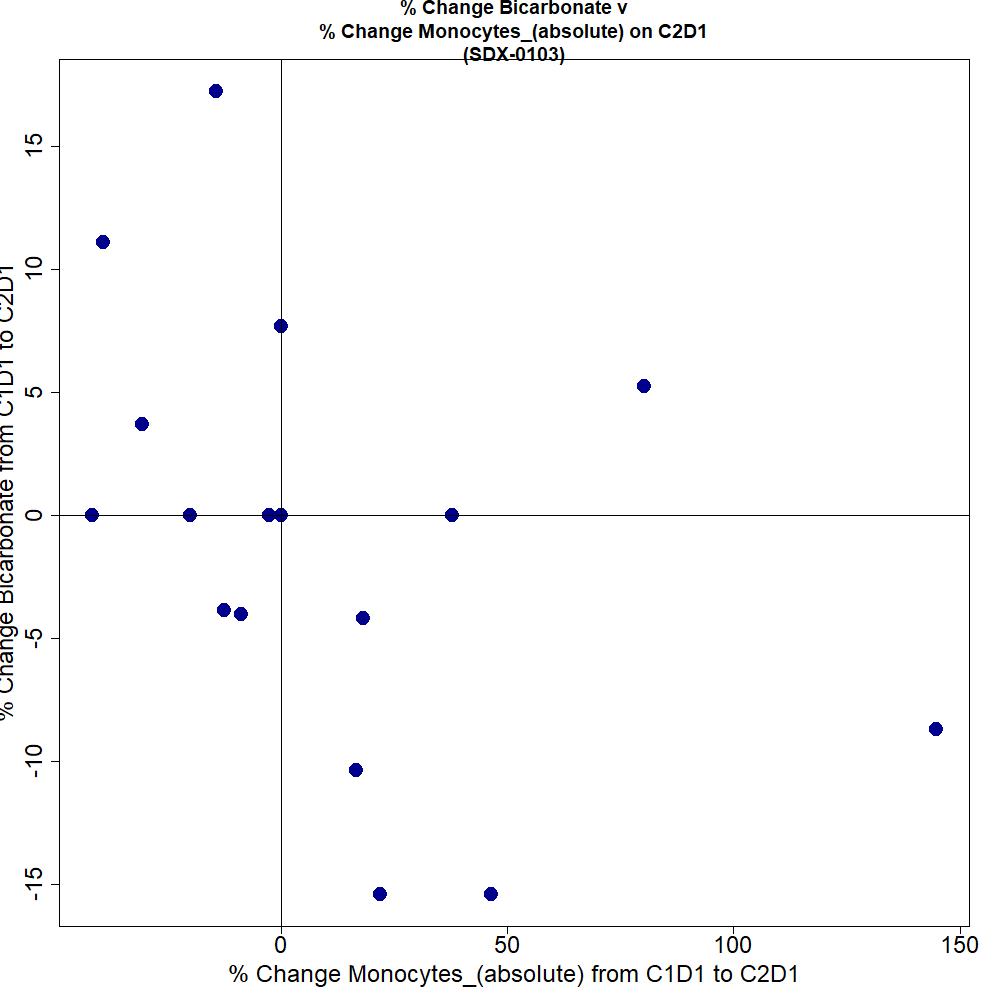 % Change Bicarbonate v
% Change Monocytes_(absolute) on C2D1
(SDX-0103)
% Change Bicarbonate from C1D1 to C2D1
15
10
5
0
-5
-10
-15
0
50
100
150
% Change Monocytes_(absolute) from C1D1 to C2D1